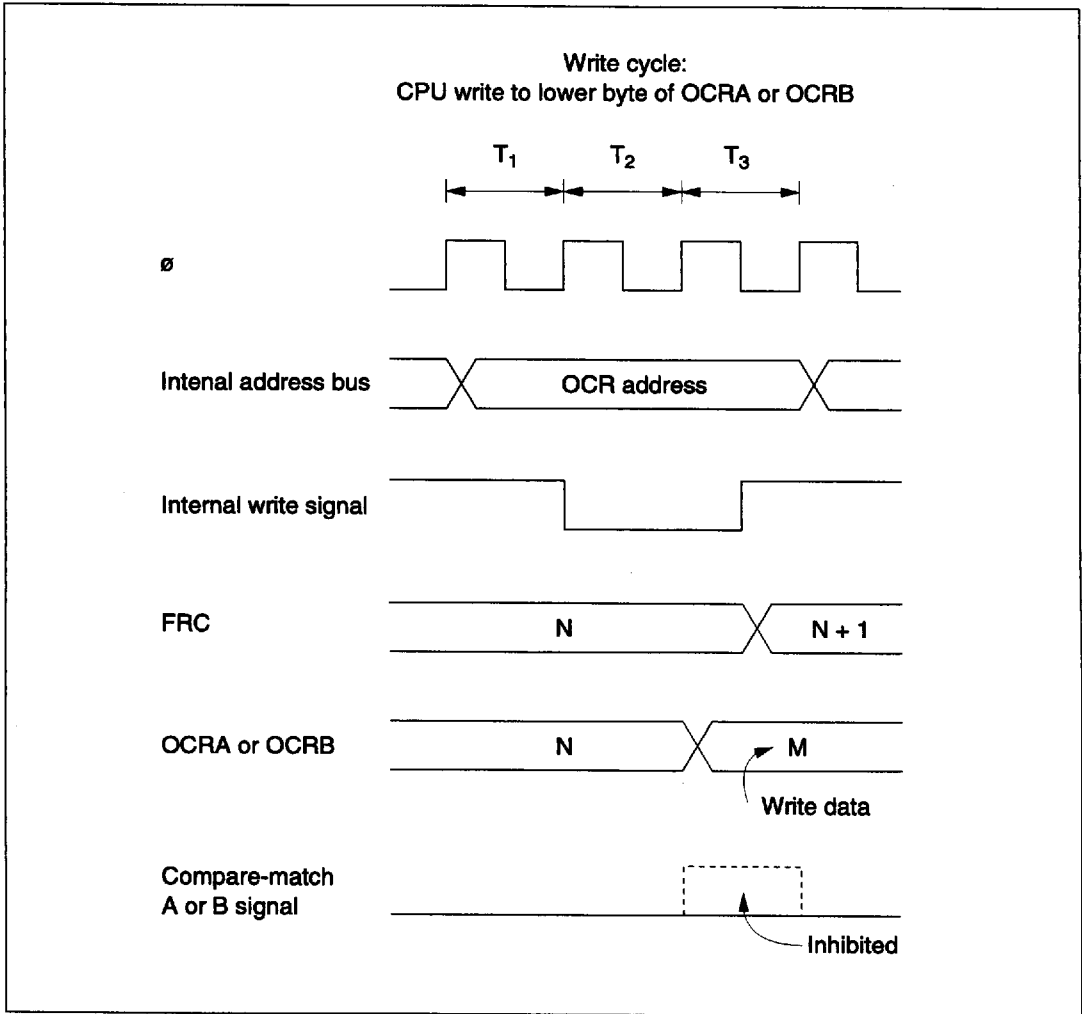 Write cycle:
CPU write to lower byte of OCRA or OCRB
T₁ T₂ T₃
ø
Intenal address bus OCR address
Internal write signal
FRC N N + 1
OCRA or OCRB N M
Write data
Compare-match
A or B signal
Inhibited